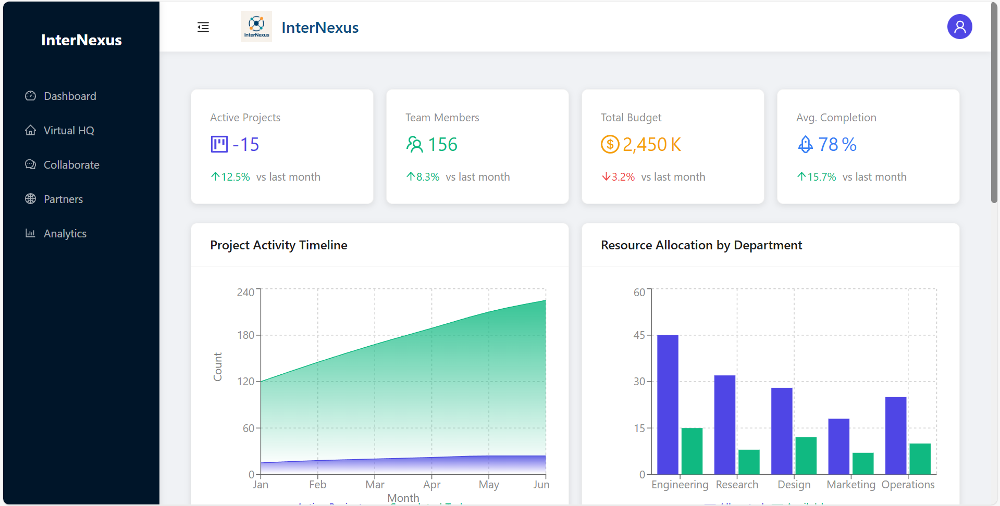 InterNexus
Dashboard
Virtual HQ
Collaborate
Partners
Analytics
InterNexus
InterNexus
Active Projects
-15
12.5% vs last month
Team Members
156
8.3% vs last month
Total Budget
$ 2,450 K
3.2% vs last month
Avg. Completion
78 %
15.7% vs last month
Project Activity Timeline
240
180
120
60
0
Count
Jan Feb Mar Apr May Jun
Month
Resource Allocation by Department
60
45
30
15
0
Engineering Research Design Marketing Operations